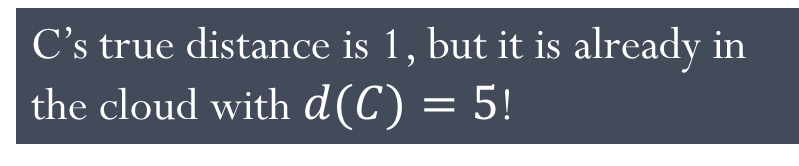 C’s true distance is 1, but it is already in
the cloud with 𝑑(𝐶) = 5!